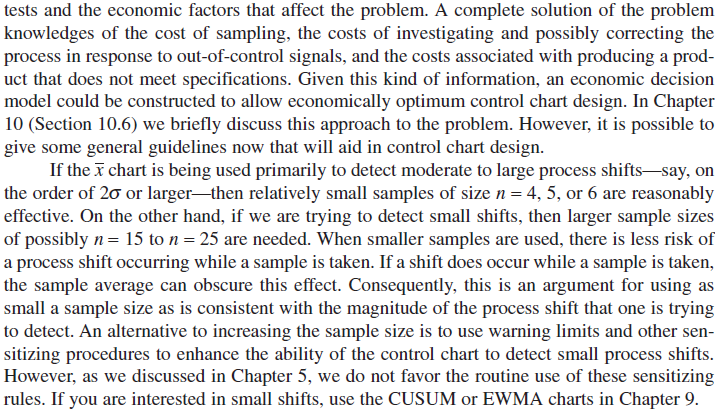 tests and the economic factors that affect the problem. A complete solution of the problem
knowledges of the cost of sampling, the costs of investigating and possibly correcting the
process in response to out-of-control signals, and the costs associated with producing a prod-
uct that does not meet specifications. Given this kind of information, an economic decision
model could be constructed to allow economically optimum control chart design. In Chapter
10 (Section 10.6) we briefly discuss this approach to the problem. However, it is possible to
give some general guidelines now that will aid in control chart design.
If the x̅ chart is being used primarily to detect moderate to large process shifts—say, on
the order of 2σ or larger—then relatively small samples of size n = 4, 5, or 6 are reasonably
effective. On the other hand, if we are trying to detect small shifts, then larger sample sizes
of possibly n = 15 to n = 25 are needed. When smaller samples are used, there is less risk of
a process shift occurring while a sample is taken. If a shift does occur while a sample is taken,
the sample average can obscure this effect. Consequently, this is an argument for using as
small a sample size as is consistent with the magnitude of the process shift that one is trying
to detect. An alternative to increasing the sample size is to use warning limits and other sen-
sitizing procedures to enhance the ability of the control chart to detect small process shifts.
However, as we discussed in Chapter 5, we do not favor the routine use of these sensitizing
rules. If you are interested in small shifts, use the CUSUM or EWMA charts in Chapter 9.